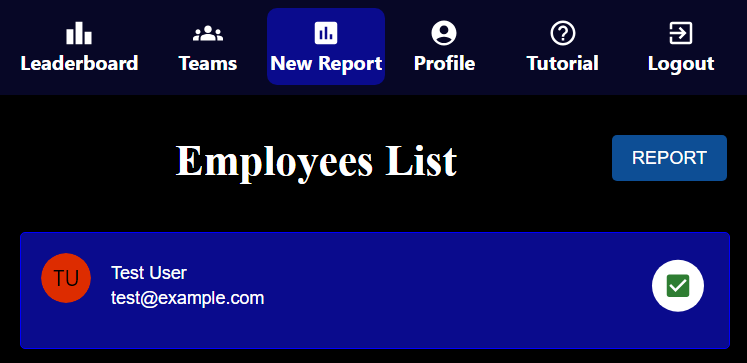 Leaderboard
Teams
New Report
Profile
Tutorial
Logout
Employees List
REPORT
TU
Test User
test@example.com